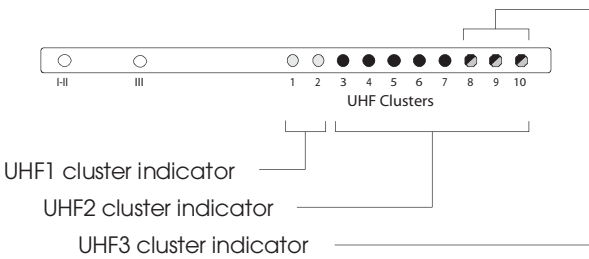 I-II III 1 2 3 4 5 6 7 8 9 10
UHF Clusters
UHF1 cluster indicator
UHF2 cluster indicator
UHF3 cluster indicator